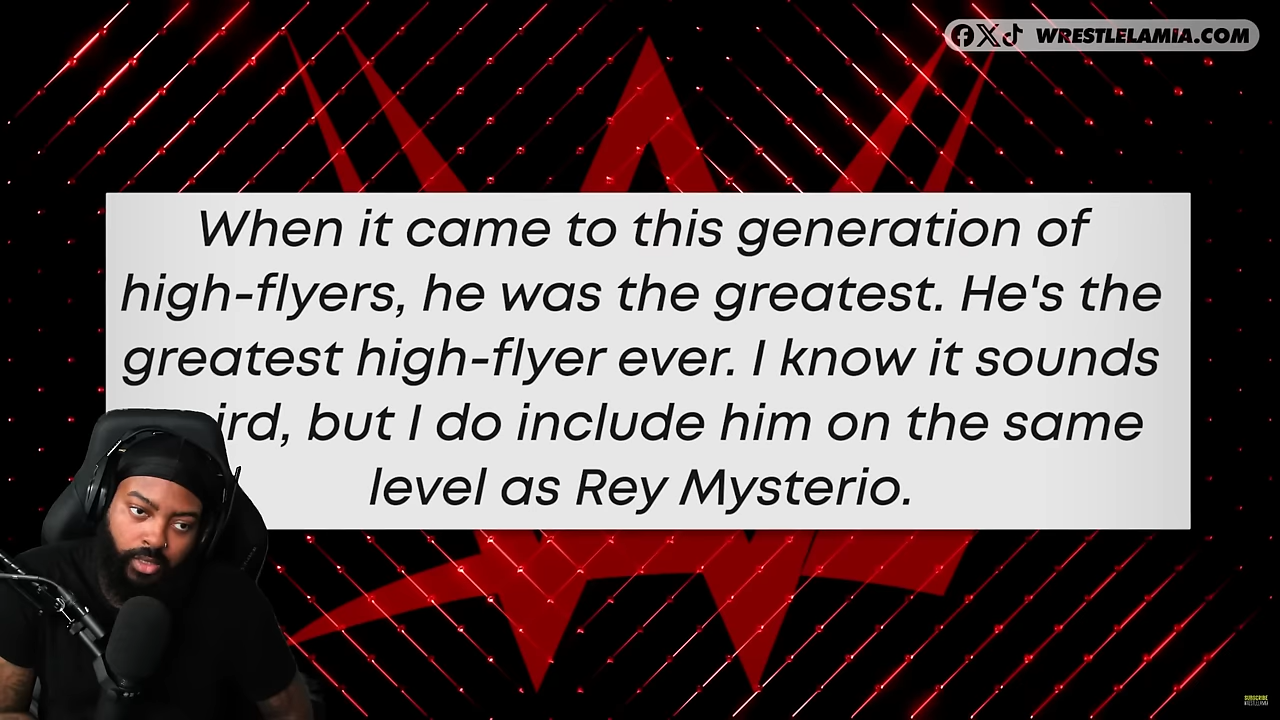 WRESTLELAMIA.COM
When it came to this generation of
high-flyers, he was the greatest. He's the
greatest high-flyer ever. I know it sounds
ird, but I do include him on the same
level as Rey Mysterio.
SUBSCRIBE